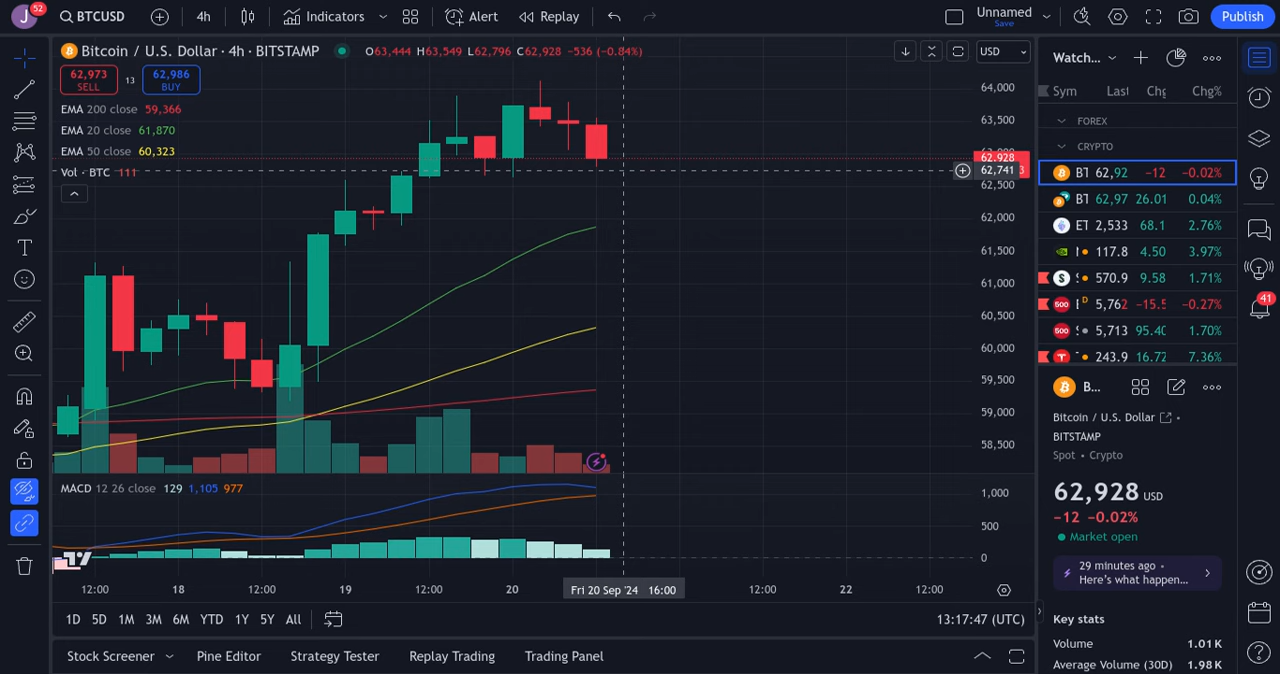 J 52 BTCUSD 4h Indicators Alert Replay Unnamed Save Publish
Bitcoin / U.S. Dollar · 4h · BITSTAMP O63,444 H63,549 L62,796 C62,928 −536 (−0.84%) USD
62,973 SELL 13 62,986 BUY
EMA 200 close 59,366
EMA 20 close 61,870
EMA 50 close 60,323
Vol · BTC 111
64,000
63,500
62,928
62,741
62,500
62,000
61,500
61,000
60,500
60,000
59,500
59,000
58,500
MACD 12 26 close 129 1,105 977
1,000
500
0
12:00 18 12:00 19 12:00 20 Fri 20 Sep '24 16:00 12:00 22 12:00
1D 5D 1M 3M 6M YTD 1Y 5Y All 13:17:47 (UTC)
Stock Screener Pine Editor Strategy Tester Replay Trading Trading Panel
Watch...
Sym Last Chg Chg%
FOREX
CRYPTO
62,92 −12 −0.02%
62,97 26.01 0.04%
2,533 68.1 2.76%
117.8 4.50 3.97%
570.9 9.58 1.71%
500 D 5,762 −15.5 −0.27%
500 5,713 95.40 1.70%
T 243.9 16.72 7.36%
B...
Bitcoin / U.S. Dollar
BITSTAMP
Spot • Crypto
62,928 USD
−12 −0.02%
Market open
29 minutes ago •
Here's what happen...
Key stats
Volume 1.01K
Average Volume (30D) 1.98K
41